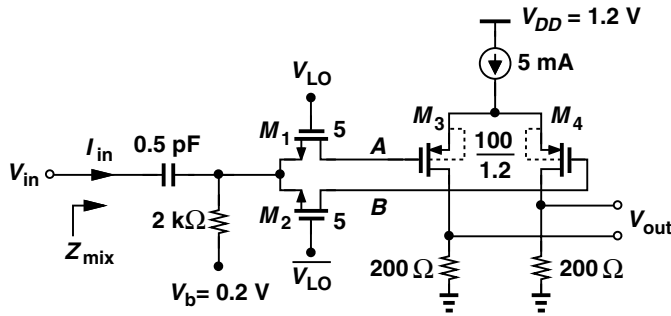 V_DD = 1.2 V
5 mA
V_LO
M_3
M_4
M_1
5
A
100
1.2
0.5 pF
I_in
V_in
2 kΩ
M_2
5
B
V_out
Z_mix
V_LO
200 Ω
200 Ω
V_b= 0.2 V